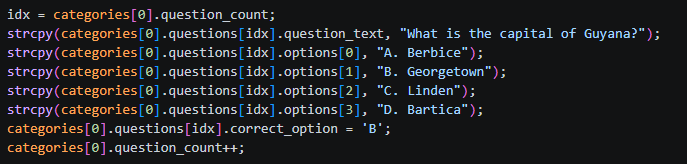 idx = categories[0].question_count;
strcpy(categories[0].questions[idx].question_text, "What is the capital of Guyana?");
strcpy(categories[0].questions[idx].options[0], "A. Berbice");
strcpy(categories[0].questions[idx].options[1], "B. Georgetown");
strcpy(categories[0].questions[idx].options[2], "C. Linden");
strcpy(categories[0].questions[idx].options[3], "D. Bartica");
categories[0].questions[idx].correct_option = 'B';
categories[0].question_count++;